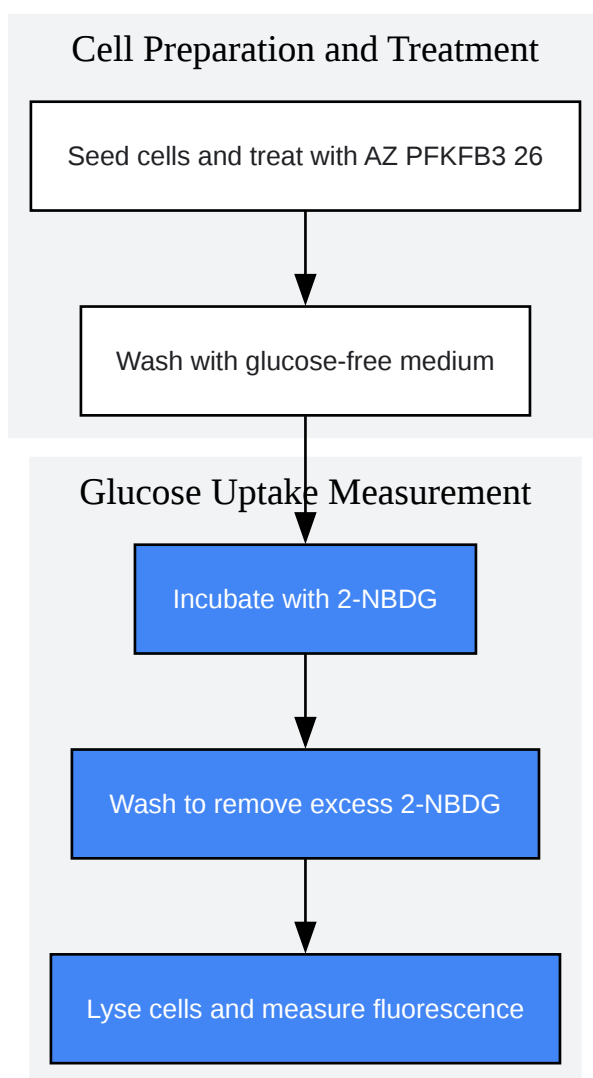 Cell Preparation and Treatment
Seed cells and treat with AZ PFKFB3 26
Wash with glucose-free medium
Glucose Uptake Measurement
Incubate with 2-NBDG
Wash to remove excess 2-NBDG
Lyse cells and measure fluorescence